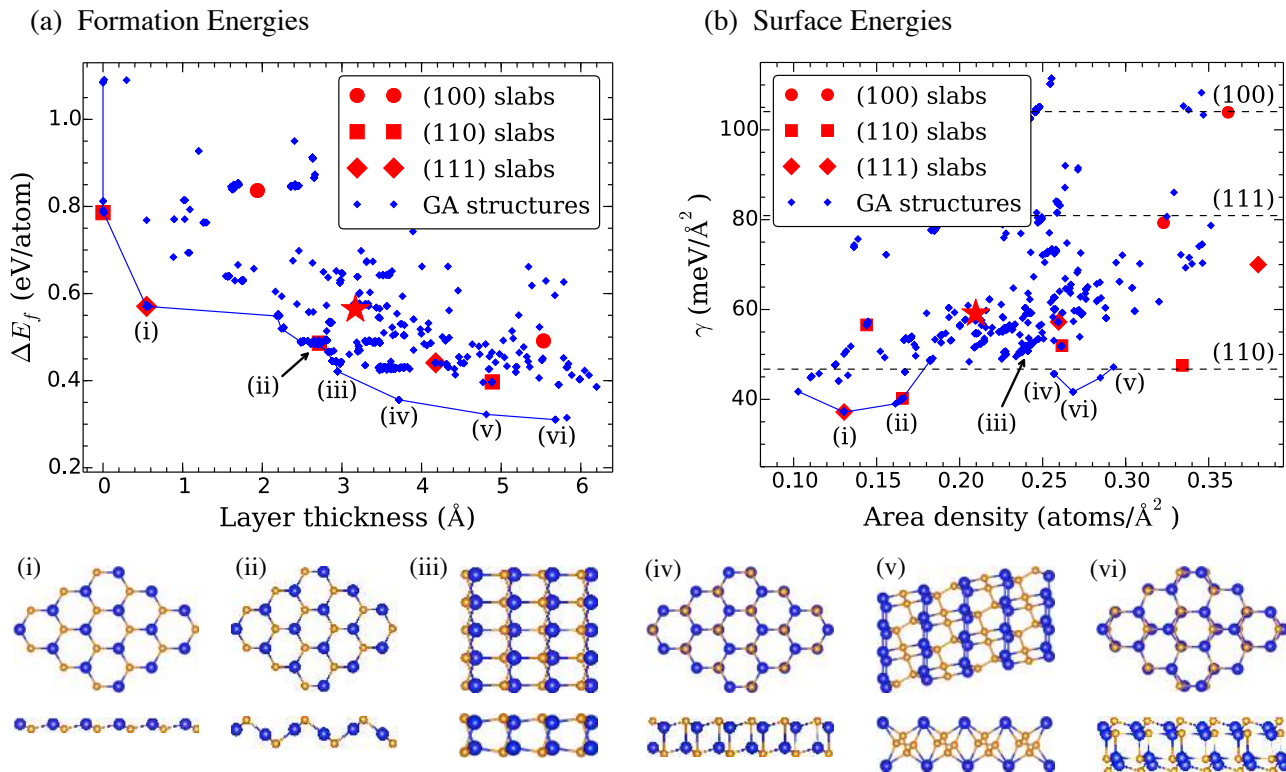 (a) Formation Energies
(b) Surface Energies
1.0
0.8
0.6
0.4
0.2
ΔE_f (eV/atom)
(100) slabs
(110) slabs
(111) slabs
GA structures
(i)
(ii)
(iii)
(iv)
(v)
(vi)
0 1 2 3 4 5 6
Layer thickness (Å)
100
80
60
40
γ (meV/Å²)
(100) slabs
(110) slabs
(111) slabs
GA structures
(100)
(111)
(110)
(i)
(ii)
(iii)
(iv)
(vi)
(v)
0.10 0.15 0.20 0.25 0.30 0.35
Area density (atoms/Å²)
(i) (ii) (iii) (iv) (v) (vi)